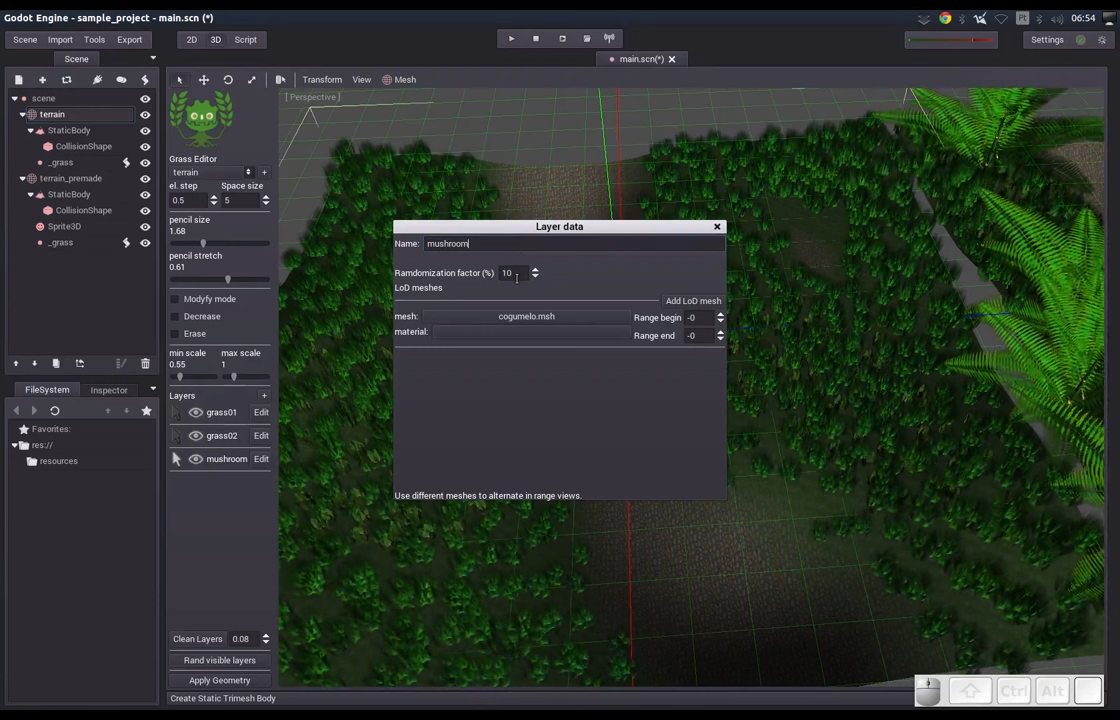 Godot Engine - sample_project - main.scn (*)
Pt
06:54
Scene Import Tools Export
2D 3D Script
Settings
Scene
main.scn(*)
scene
terrain
StaticBody
CollisionShape
_grass
terrain_premade
StaticBody
CollisionShape
Sprite3D
_grass
FileSystem Inspector
Favorites:
res://
resources
Transform View Mesh
[ Perspective ]
Grass Editor
terrain +
el. step Space size
0.5 5
pencil size
1.68
pencil stretch
0.61
Modyfy mode
Decrease
Erase
min scale max scale
0.55 1
Layers +
grass01 Edit
grass02 Edit
mushroom Edit
Clean Layers 0.08
Rand visible layers
Apply Geometry
Create Static Trimesh Body
Layer data
Name: mushroom
Ramdomization factor (%) 10
LoD meshes
Add LoD mesh
mesh: cogumelo.msh Range begin -0
material: Range end -0
Use different meshes to alternate in range views.
Ctrl Alt